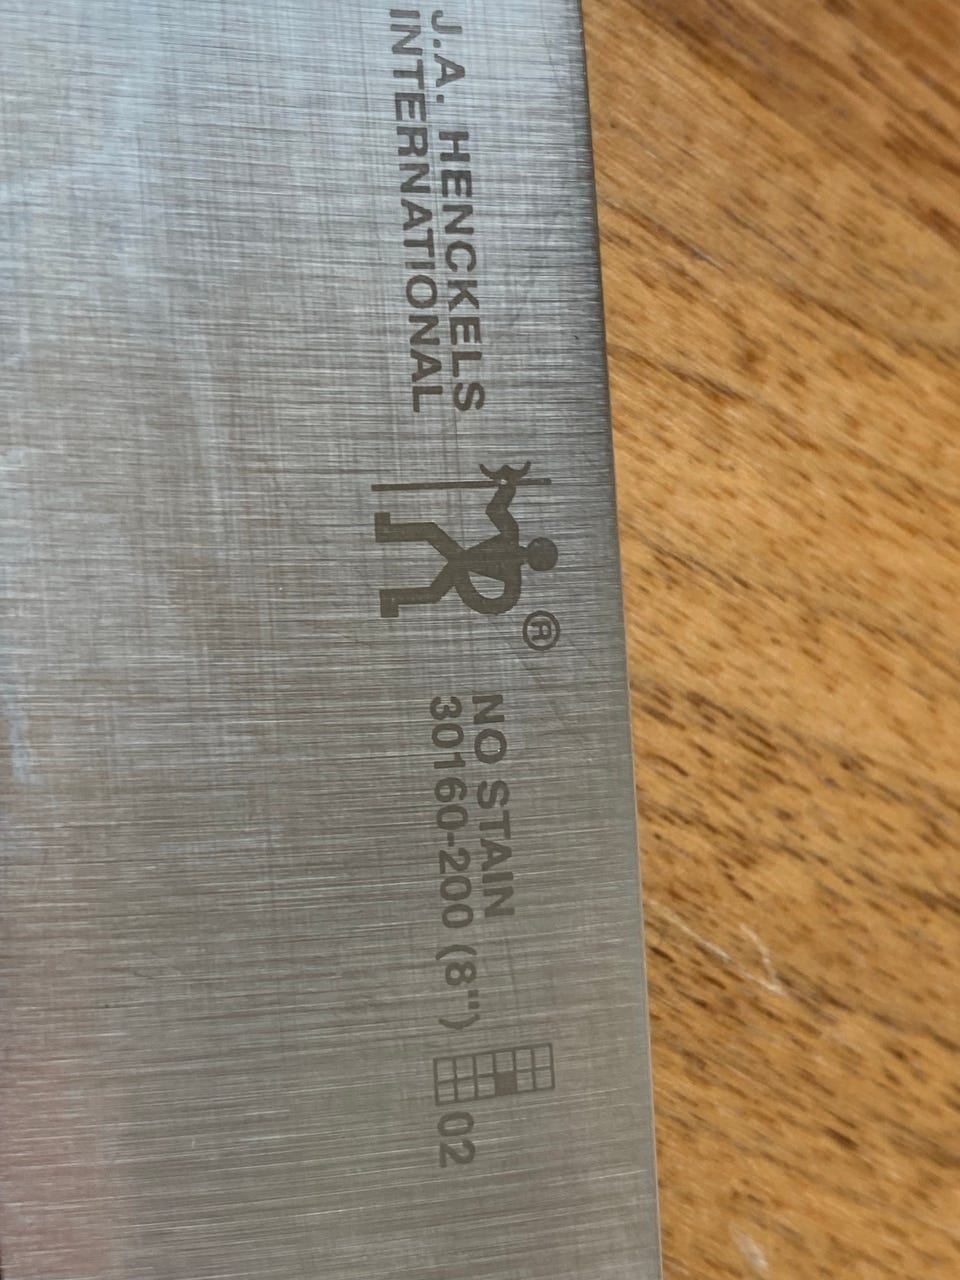 J.A. HENCKELS
INTERNATIONAL
®
NO STAIN
30160-200 (8")
02